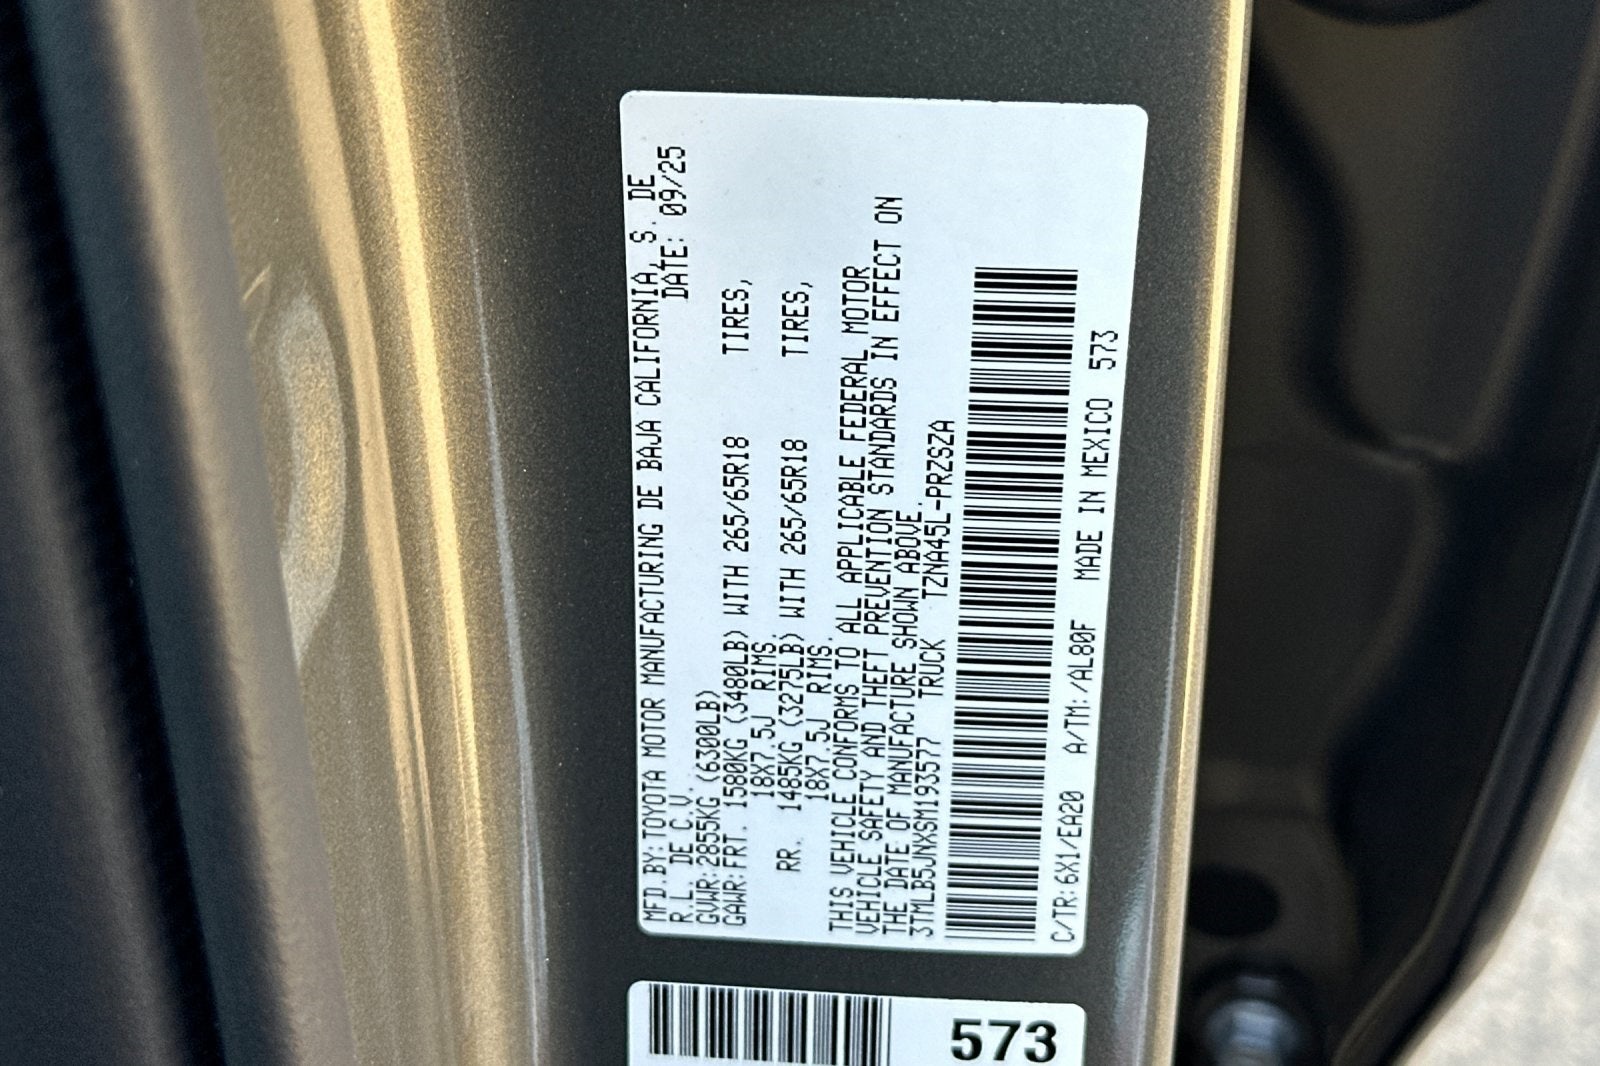 MFD.BY:TOYOTA MOTOR MANUFACTURING DE BAJA CALIFORNIA, S. DE
R.L. DE C.V. DATE: 09/25
GVWR:2855KG (6300LB)
GAWR:FRT. 1580KG (3480LB) WITH 265/65R18 TIRES,
18X7.5J RIMS.
RR. 1485KG (3275LB) WITH 265/65R18 TIRES,
18X7.5J RIMS.
THIS VEHICLE CONFORMS TO ALL APPLICABLE FEDERAL MOTOR
VEHICLE SAFETY AND THEFT PREVENTION STANDARDS IN EFFECT ON
THE DATE OF MANUFACTURE SHOWN ABOVE.
3TMLB5JNXSM193577 TRUCK TZNA45L-PRZSZA
C/TR:6X1/EA20 A/TM:/AL80F MADE IN MEXICO 573
573